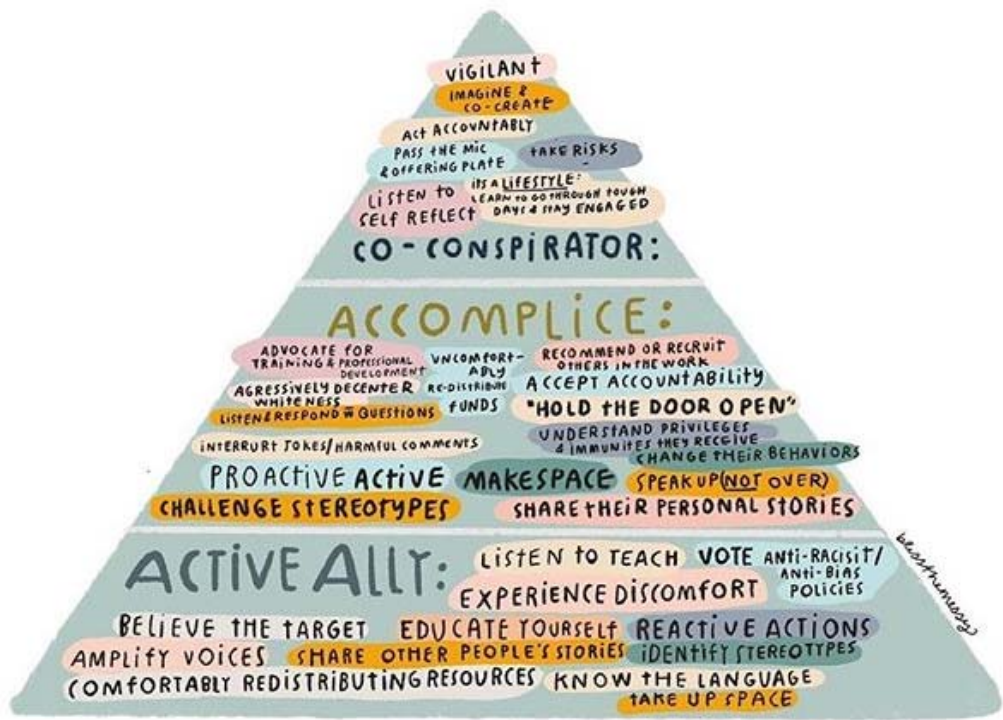 ViGiLANt
IMAGINE &
CO-CREATE
Act ACCOUNtABLY
PASS tHE MIC
& OFFERING PLATE
tAKE RiSKS
LiStEN to
SELF REFLECt
itS A LIFESTYLE:
LEARN to GO tHROUGH tOUGH
DAYS & StAY ENGAGED
CO-CONSPiRATOR:
ACCOMPLiCE:
ADVOCATE FOR
TRAINING & PROFESSIONAL
DEVELOPMENT
UNCOMFORT-
ABLY
RE-DIStRIBUtE
FUNDS
RECOMMEND OR RECRUIT
OTHERS IN tHE WORK
AGRESSiVELY DECENtER
WHItENESS
ACCEPT ACCOUNtABiLitY
LiStEN & RESPOND to QUEStiONS
"HOLD tHE DOOR OPEN"
UNDERStAND PRiViLEGES
& IMMUNITES tHEY RECEiVE
iNtERRURt JOKES/HARMFUL COMMENtS
CHANGE tHEiR BEHAViORS
PROACtiVE ACtiVE
MAKESPACE
SPEAK UP (NOt OVER)
CHALLENGE StEREOtYPES
SHARE tHEiR PERSONAL StORiES
ACtiVE ALLY:
LiStEN to tEACH
VOtE ANti-RACiSit/
ANti-BiAS
POLiCiES
EXPERiENCE DiSCOMFORt
BELiEVE tHE tARGEt
EDUCAtE YOURSELf
REACtiVE ACtiONS
AMPLiFY VOiCES
SHARE OtHER PEOPLE'S StORiES
iDENtiFY StEREOtYPES
COMFORtABLY REDiStRiBUtiNG RESOURCES
KNOW tHE LANGUAGE
tAKE UP SPACE
blessthemessy